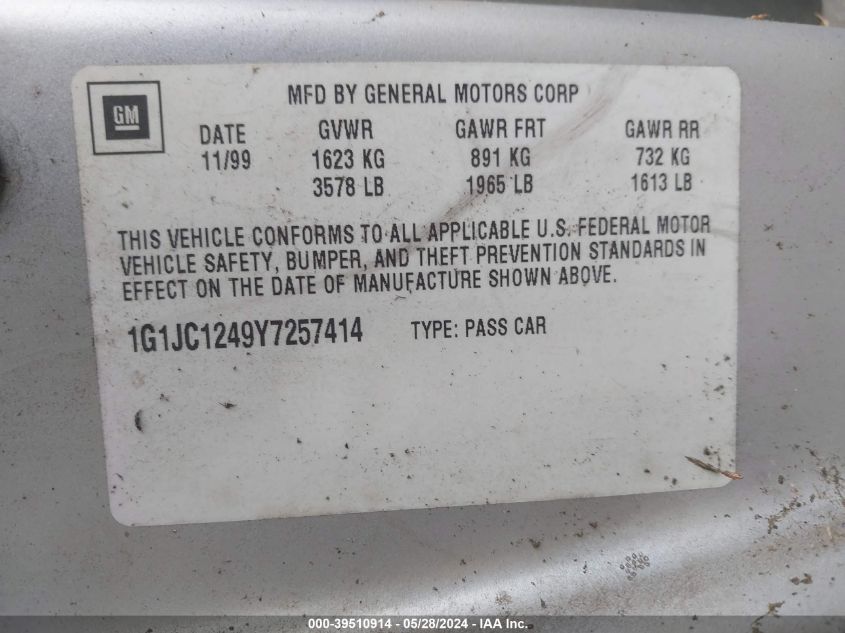 GM
MFD BY GENERAL MOTORS CORP
DATE GVWR GAWR FRT GAWR RR
11/99 1623 KG 891 KG 732 KG
3578 LB 1965 LB 1613 LB
THIS VEHICLE CONFORMS TO ALL APPLICABLE U.S. FEDERAL MOTOR
VEHICLE SAFETY, BUMPER, AND THEFT PREVENTION STANDARDS IN
EFFECT ON THE DATE OF MANUFACTURE SHOWN ABOVE.
1G1JC1249Y7257414 TYPE: PASS CAR
000-39510914 / 05/28/2024 - IAA Inc.